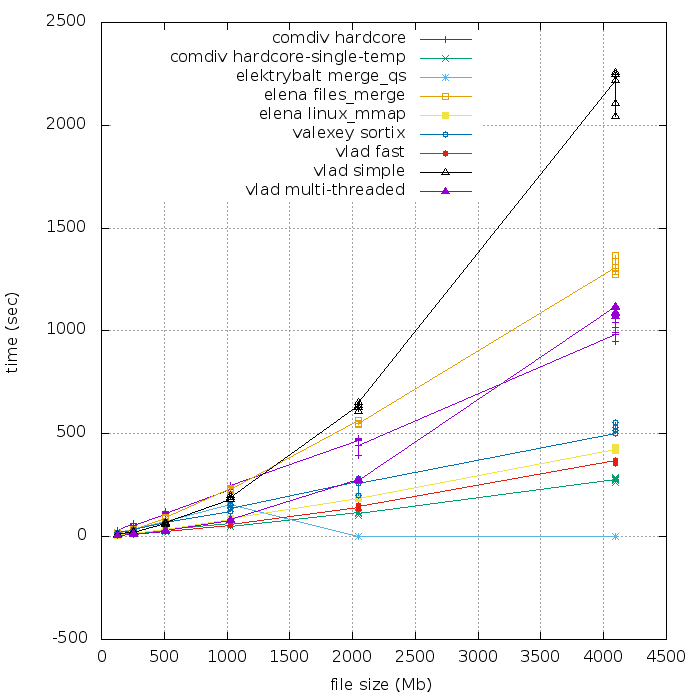 2500
2000
1500
1000
500
0
-500
time (sec)
comdiv hardcore
comdiv hardcore-single-temp
elektrybalt merge_qs
elena files_merge
elena linux_mmap
valexey sortix
vlad fast
vlad simple
vlad multi-threaded
0 500 1000 1500 2000 2500 3000 3500 4000 4500
file size (Mb)